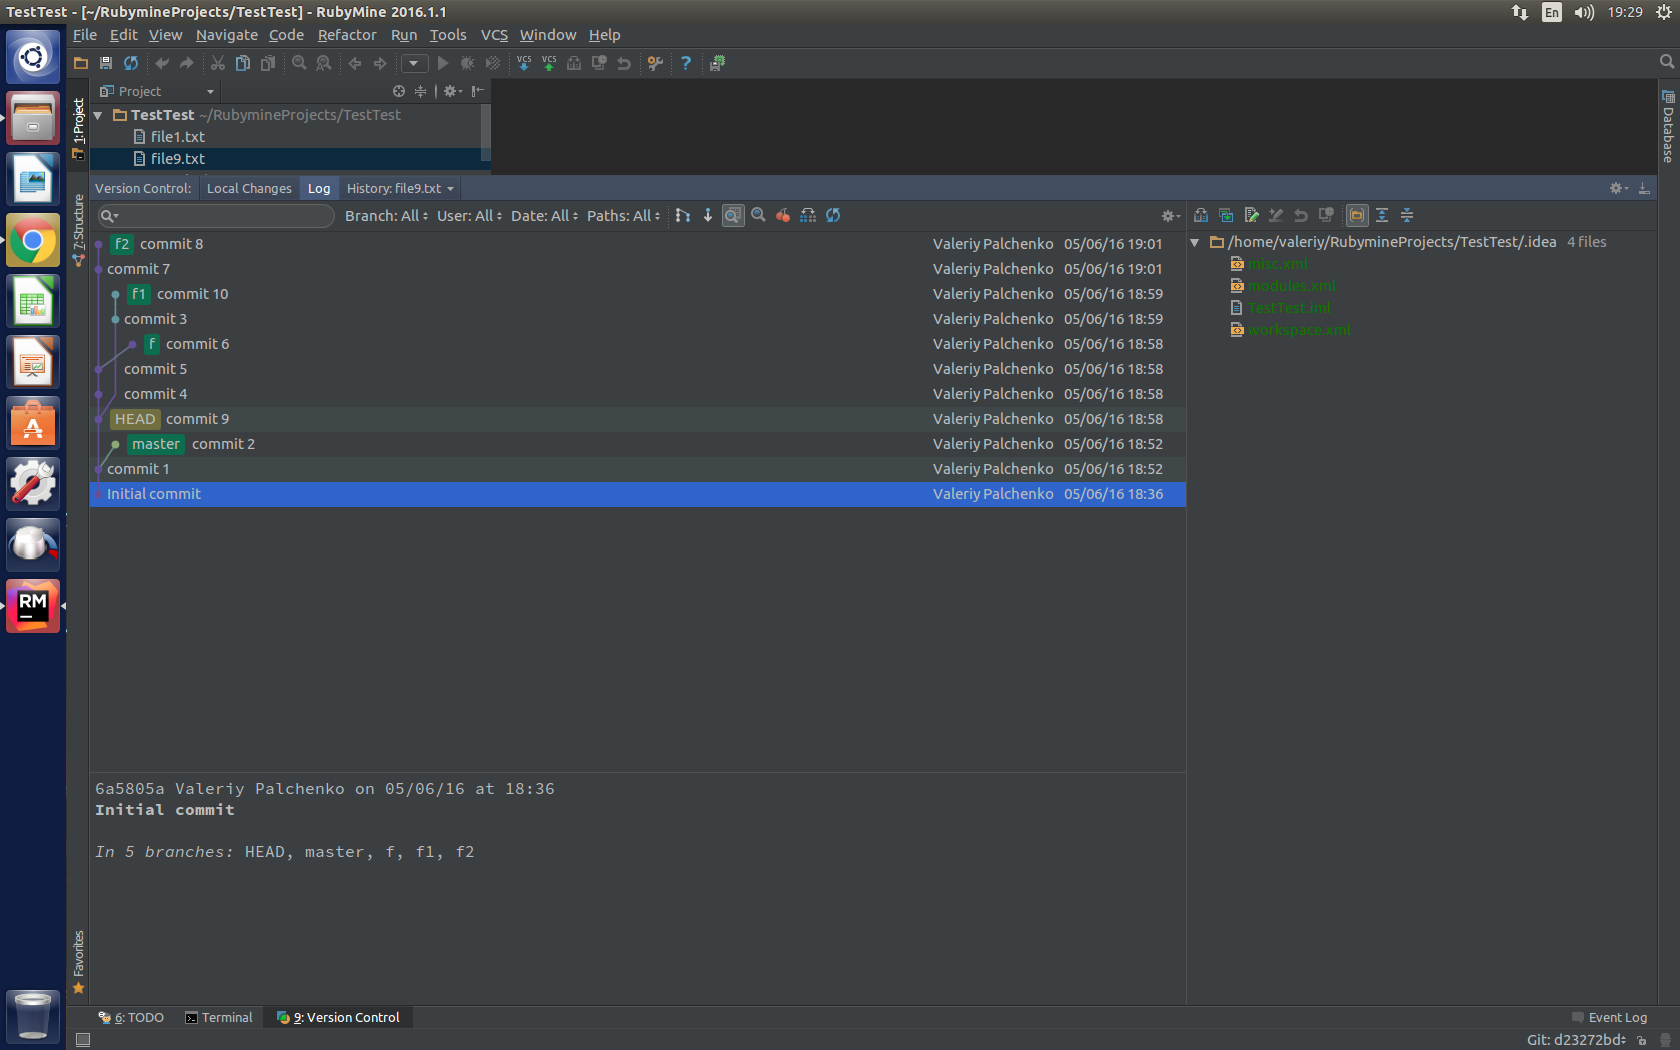 TestTest - [~/RubymineProjects/TestTest] - RubyMine 2016.1.1
En 19:29
File Edit View Navigate Code Refactor Run Tools VCS Window Help
VCS VCS
Project
1: Project
TestTest ~/RubymineProjects/TestTest
file1.txt
file9.txt
Database
Version Control: Local Changes Log History: file9.txt
7: Structure
Branch: All User: All Date: All Paths: All
f2 commit 8 Valeriy Palchenko 05/06/16 19:01
commit 7 Valeriy Palchenko 05/06/16 19:01
f1 commit 10 Valeriy Palchenko 05/06/16 18:59
commit 3 Valeriy Palchenko 05/06/16 18:59
f commit 6 Valeriy Palchenko 05/06/16 18:58
commit 5 Valeriy Palchenko 05/06/16 18:58
commit 4 Valeriy Palchenko 05/06/16 18:58
HEAD commit 9 Valeriy Palchenko 05/06/16 18:58
master commit 2 Valeriy Palchenko 05/06/16 18:52
commit 1 Valeriy Palchenko 05/06/16 18:52
Initial commit Valeriy Palchenko 05/06/16 18:36
/home/valeriy/RubymineProjects/TestTest/.idea 4 files
misc.xml
modules.xml
TestTest.iml
workspace.xml
RM
6a5805a Valeriy Palchenko on 05/06/16 at 18:36
Initial commit
In 5 branches: HEAD, master, f, f1, f2
Favorites
6: TODO Terminal 9: Version Control Event Log
Git: d23272bd